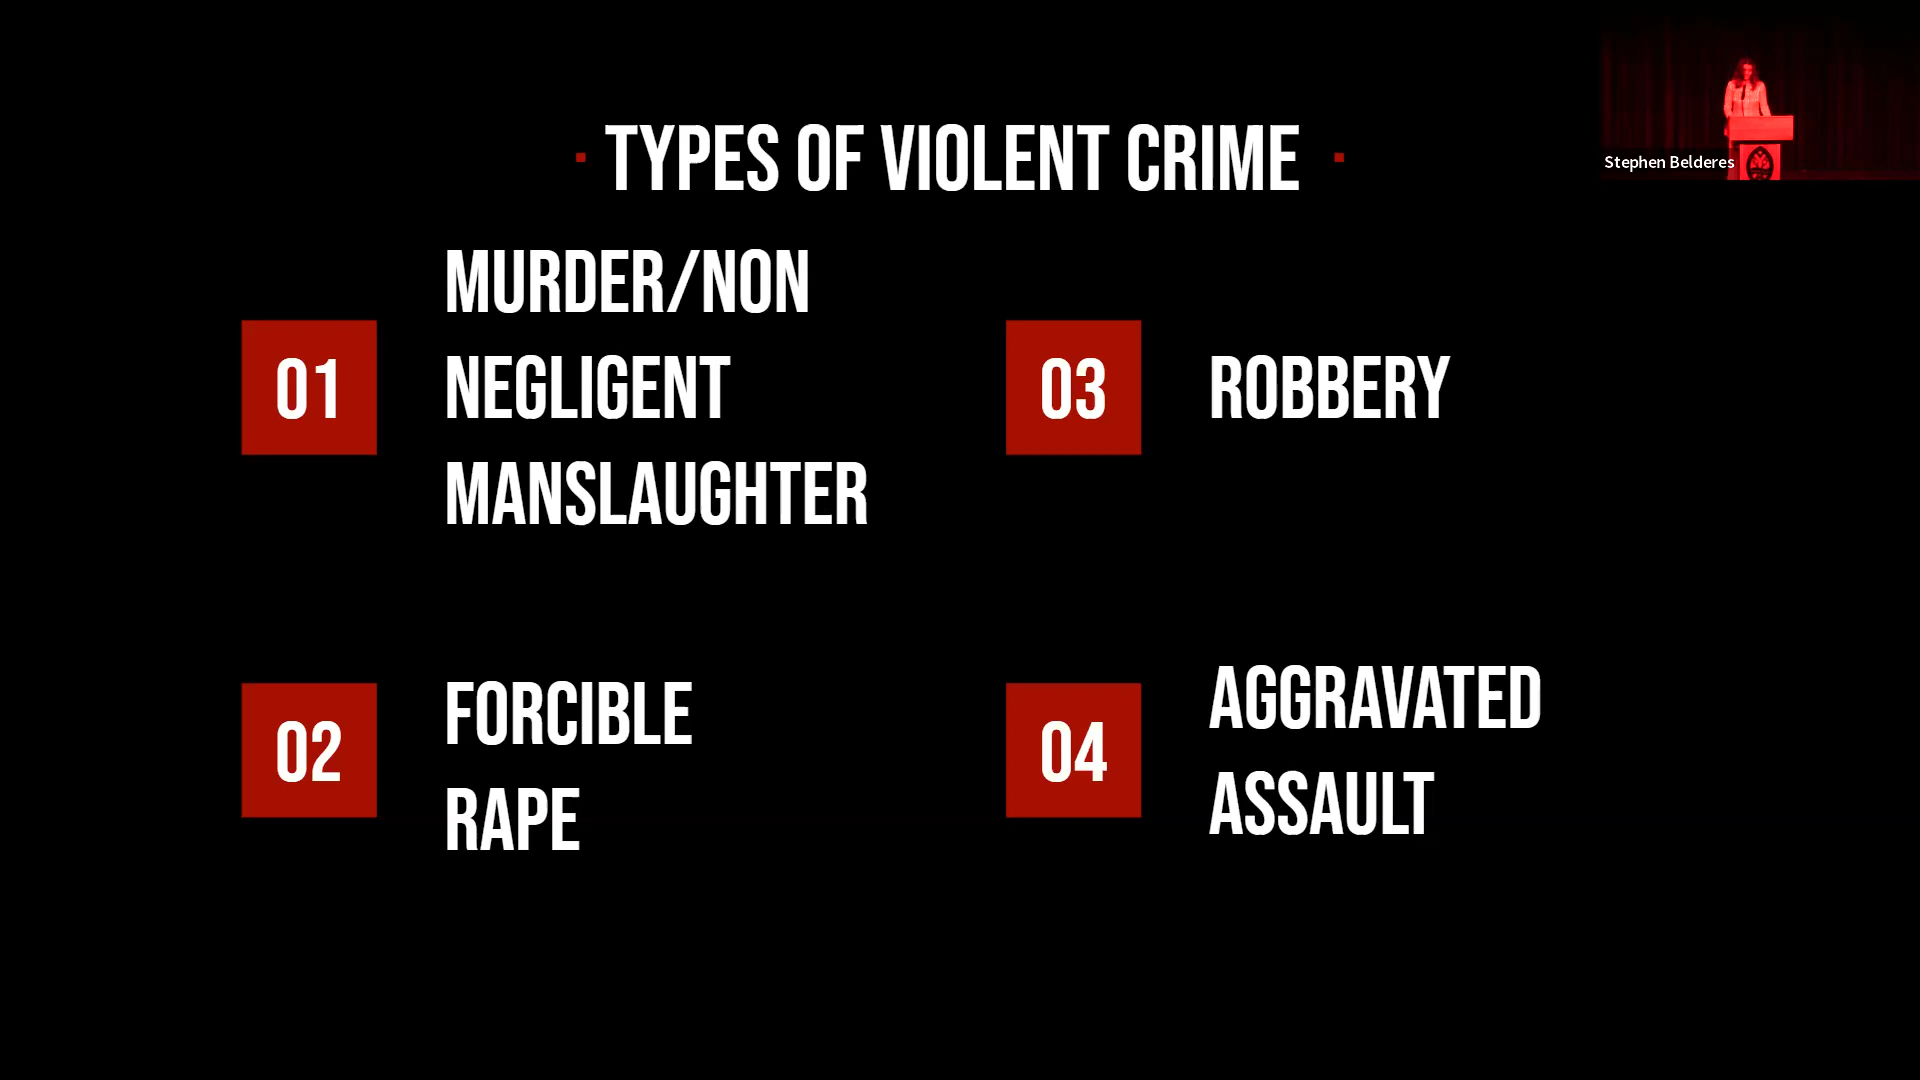 TYPES OF VIOLENT CRIME
Stephen Belderes
01
MURDER/NON
NEGLIGENT
MANSLAUGHTER
02
FORCIBLE
RAPE
03
ROBBERY
04
AGGRAVATED
ASSAULT